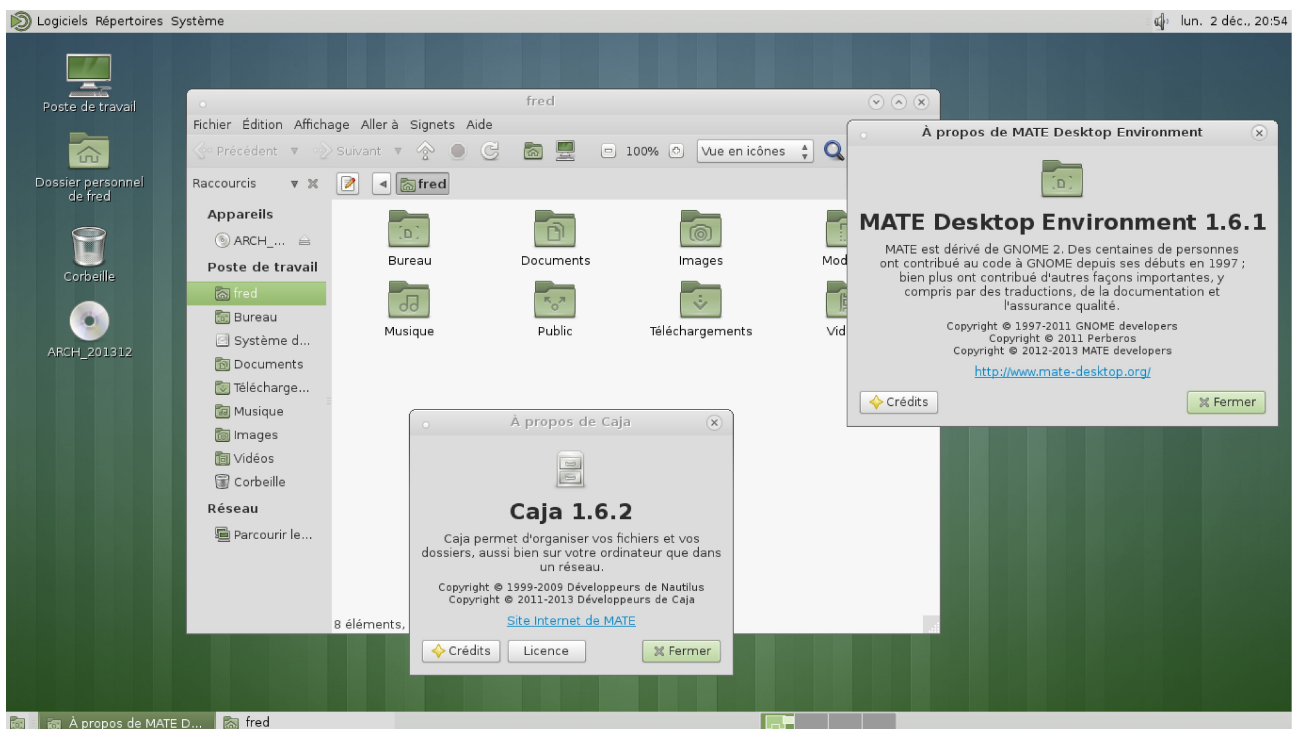 Logiciels Répertoires Système
lun. 2 déc., 20:54
Poste de travail
Dossier personnel
de fred
Corbeille
ARCH_201312
fred
Fichier Édition Affichage Aller à Signets Aide
Précédent Suivant 100% Vue en icônes
Raccourcis fred
Appareils
ARCH_...
Poste de travail
fred
Bureau
Système d...
Documents
Télécharge...
Musique
Images
Vidéos
Corbeille
Réseau
Parcourir le...
Bureau Documents Images Mod
Musique Public Téléchargements Vid
8 éléments,
À propos de MATE Desktop Environment
MATE Desktop Environment 1.6.1
MATE est dérivé de GNOME 2. Des centaines de personnes
ont contribué au code à GNOME depuis ses débuts en 1997 ;
bien plus ont contribué d'autres façons importantes, y
compris par des traductions, de la documentation et
l'assurance qualité.
Copyright © 1997-2011 GNOME developers
Copyright © 2011 Perberos
Copyright © 2012-2013 MATE developers
http://www.mate-desktop.org/
Crédits Fermer
À propos de Caja
Caja 1.6.2
Caja permet d'organiser vos fichiers et vos
dossiers, aussi bien sur votre ordinateur que dans
un réseau.
Copyright © 1999-2009 Développeurs de Nautilus
Copyright © 2011-2013 Développeurs de Caja
Site Internet de MATE
Crédits Licence Fermer
À propos de MATE D... fred